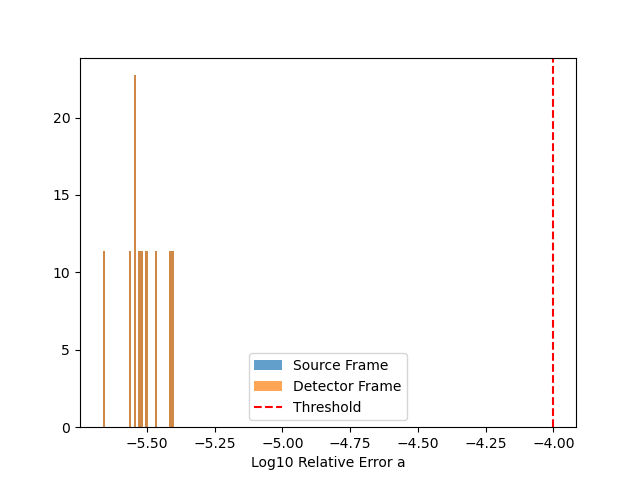 20
15
10
5
0
−5.50 −5.25 −5.00 −4.75 −4.50 −4.25 −4.00
Log10 Relative Error a
Source Frame
Detector Frame
Threshold